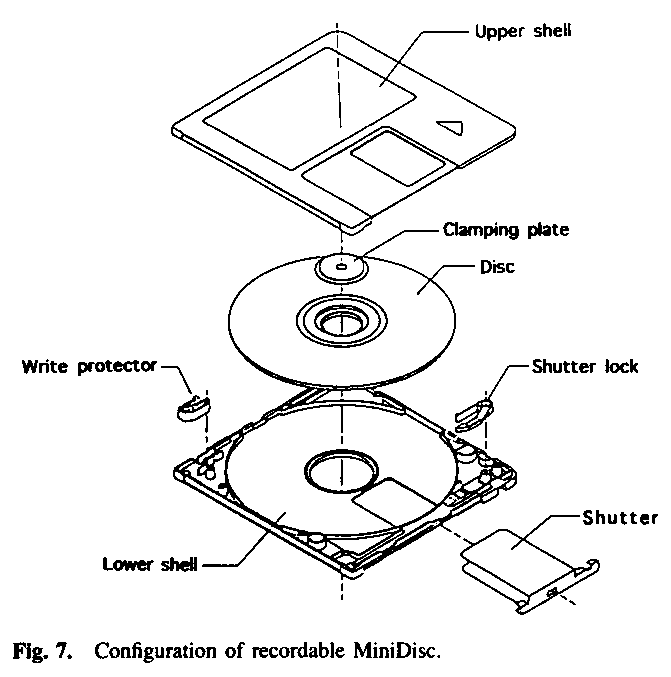 Upper shell
Clamping plate
Disc
Write protector
Shutter lock
Shutter
Lower shell
Fig. 7. Configuration of recordable MiniDisc.